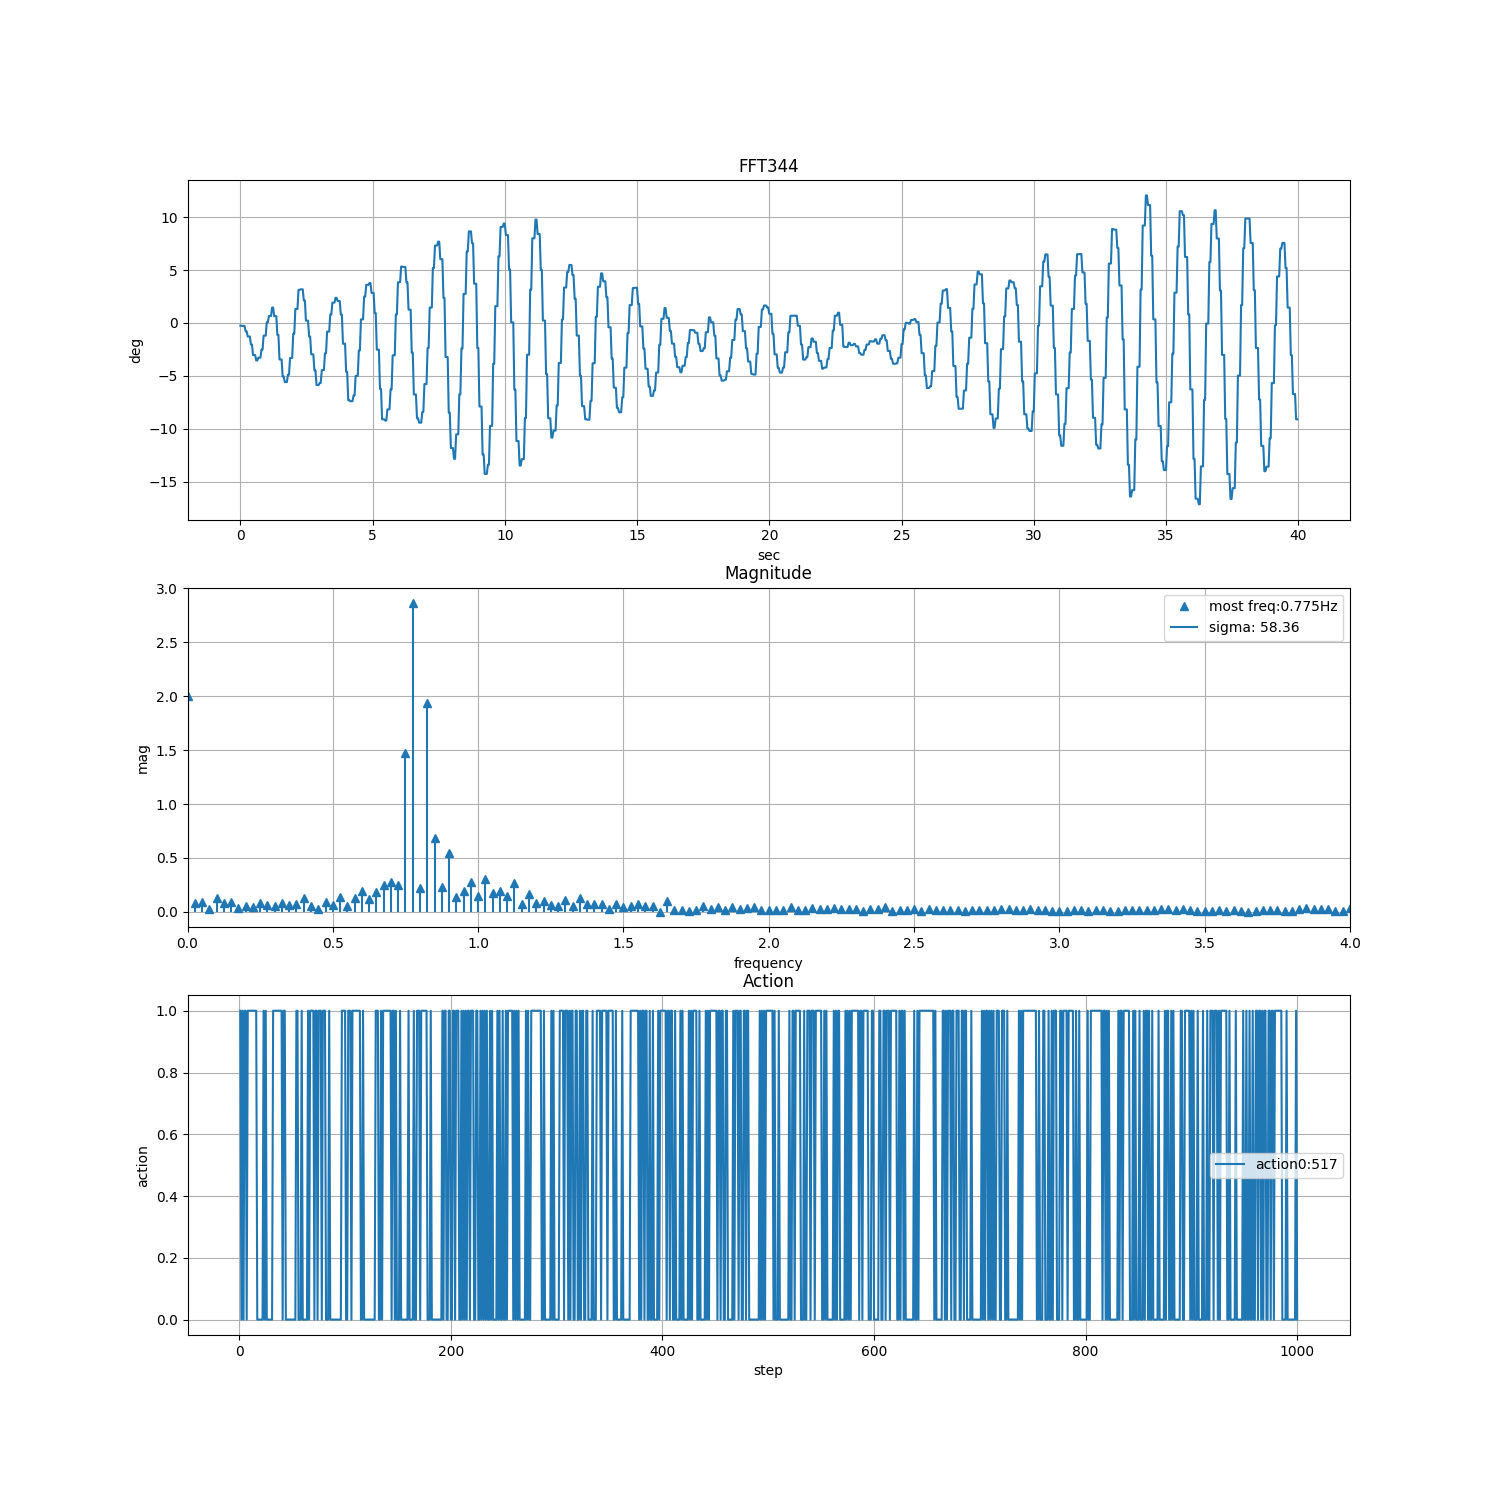 FFT344
10
5
0
−5
−10
−15
deg
0 5 10 15 20 25 30 35 40
sec
Magnitude
3.0
2.5
2.0
1.5
1.0
0.5
0.0
mag
most freq:0.775Hz
sigma: 58.36
0.0 0.5 1.0 1.5 2.0 2.5 3.0 3.5 4.0
frequency
Action
1.0
0.8
0.6
0.4
0.2
0.0
action
action0:517
0 200 400 600 800 1000
step